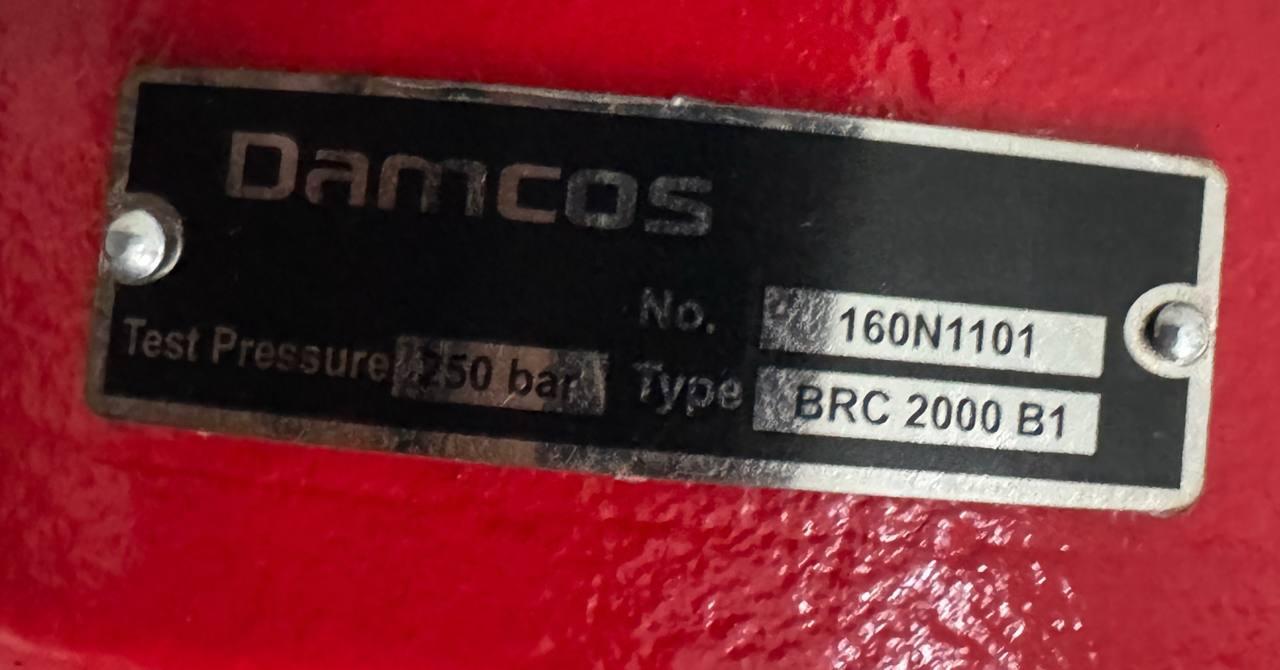 Damcos
No. 160N1101
Test Pressure 250 bar Type BRC 2000 B1